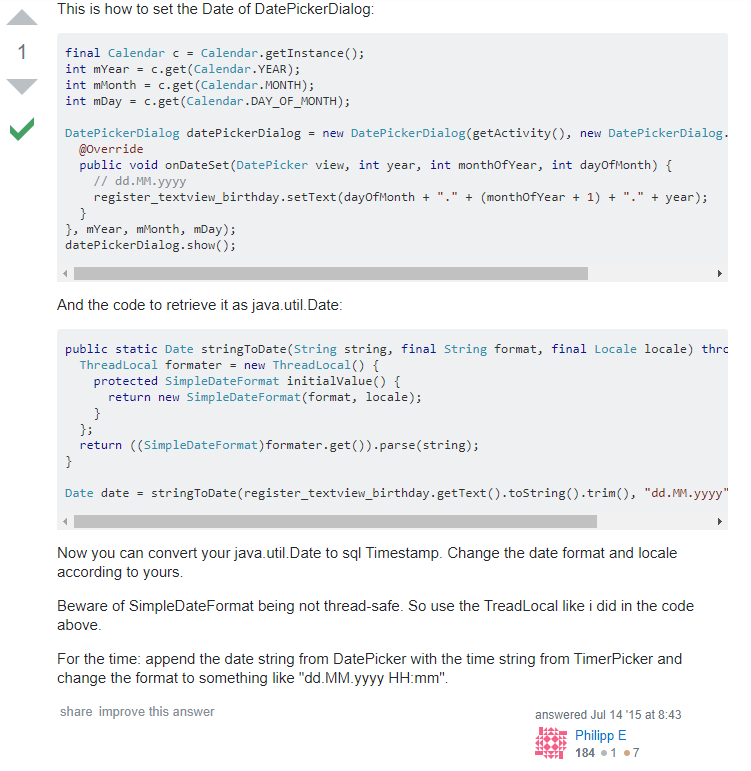 This is how to set the Date of DatePickerDialog:
1
final Calendar c = Calendar.getInstance();
int mYear = c.get(Calendar.YEAR);
int mMonth = c.get(Calendar.MONTH);
int mDay = c.get(Calendar.DAY_OF_MONTH);
DatePickerDialog datePickerDialog = new DatePickerDialog(getActivity(), new DatePickerDialog.
@Override
public void onDateSet(DatePicker view, int year, int monthOfYear, int dayOfMonth) {
// dd.MM.yyyy
register_textview_birthday.setText(dayOfMonth + "." + (monthOfYear + 1) + "." + year);
}
}, mYear, mMonth, mDay);
datePickerDialog.show();
And the code to retrieve it as java.util.Date:
public static Date stringToDate(String string, final String format, final Locale locale) thro
ThreadLocal formater = new ThreadLocal() {
protected SimpleDateFormat initialValue() {
return new SimpleDateFormat(format, locale);
}
};
return ((SimpleDateFormat)formater.get()).parse(string);
}
Date date = stringToDate(register_textview_birthday.getText().toString().trim(), "dd.MM.yyyy"
Now you can convert your java.util.Date to sql Timestamp. Change the date format and locale
according to yours.
Beware of SimpleDateFormat being not thread-safe. So use the TreadLocal like i did in the code
above.
For the time: append the date string from DatePicker with the time string from TimerPicker and
change the format to something like "dd.MM.yyyy HH:mm".
share improve this answer
answered Jul 14 '15 at 8:43
Philipp E
184 ●1 ●7